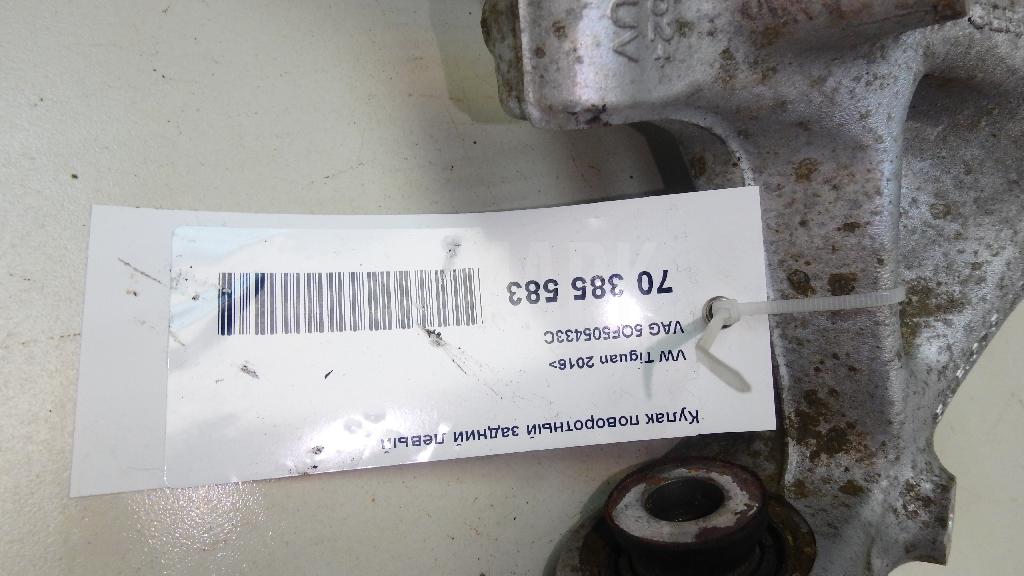 Кулак поворотный задний левый
VW Tiguan 2016>
VAG 5QF505433C
70 385 583